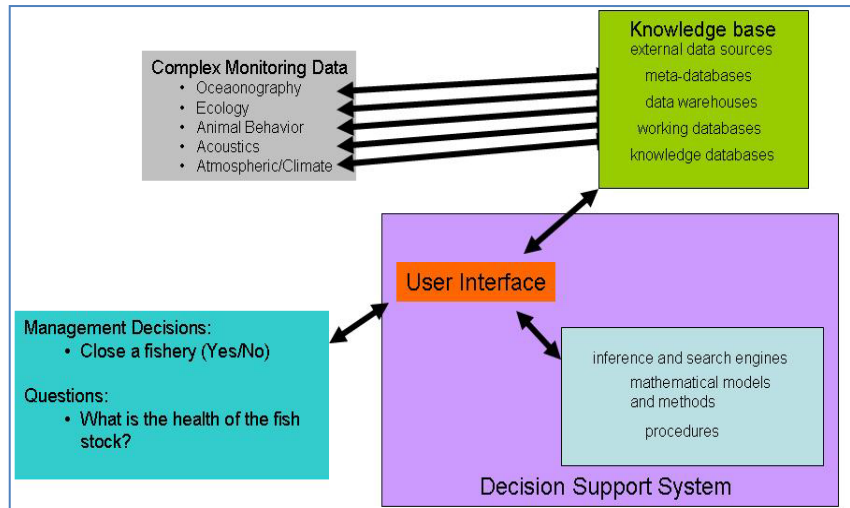 Complex Monitoring Data
• Oceaonography
• Ecology
• Animal Behavior
• Acoustics
• Atmospheric/Climate
Knowledge base
external data sources
meta-databases
data warehouses
working databases
knowledge databases
User Interface
Management Decisions:
• Close a fishery (Yes/No)
Questions:
• What is the health of the fish
stock?
inference and search engines
mathematical models
and methods
procedures
Decision Support System